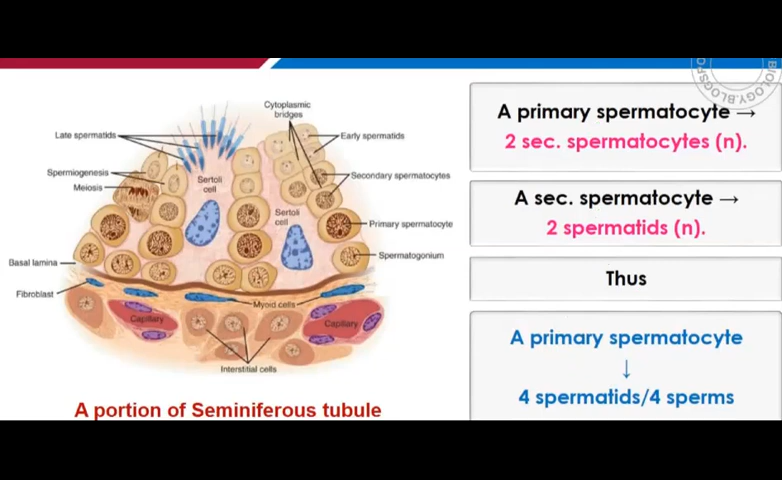 BIOLOGY.BLOGSPO
Cytoplasmic
bridges
Late spermatids
Early spermatids
Spermiogenesis
Meiosis
Sertoli
cell
Secondary spermatocytes
Sertoli
cell
Primary spermatocyte
Spermatogonium
Basal lamina
Fibroblast
Myoid cells
Capillary
Capillary
Interstitial cells
A portion of Seminiferous tubule
A primary spermatocyte →
2 sec. spermatocytes (n).
A sec. spermatocyte →
2 spermatids (n).
Thus
A primary spermatocyte
↓
4 spermatids/4 sperms